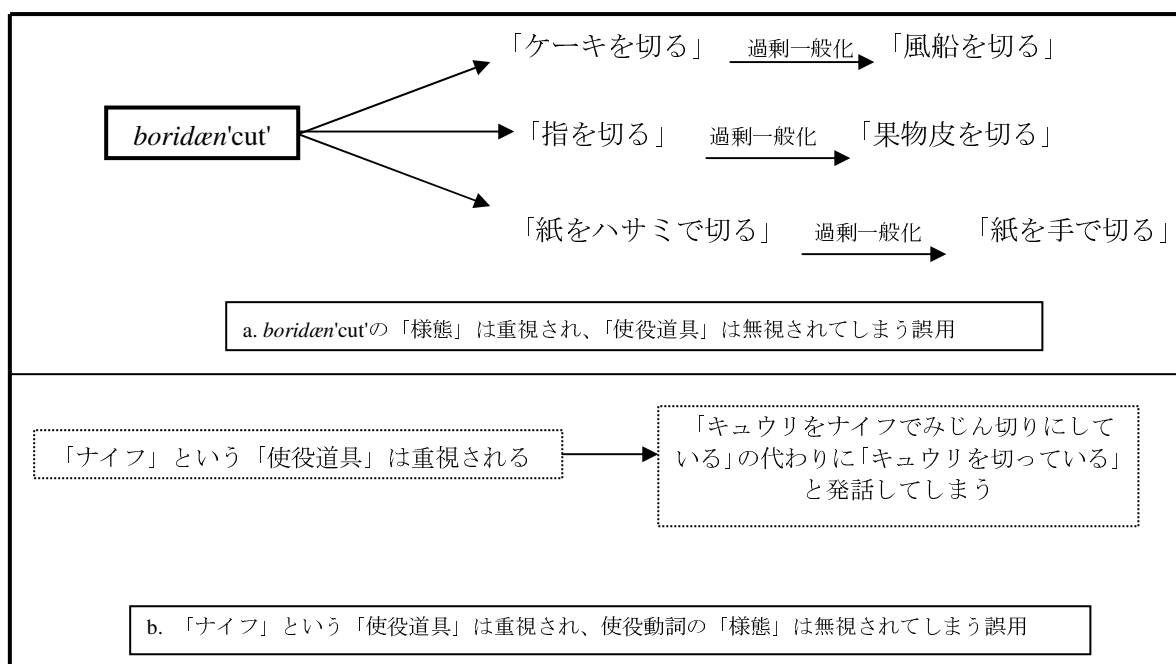 「ケーキを切る」 過剰一般化 「風船を切る」
boridæn'cut' 「指を切る」 過剰一般化 「果物皮を切る」
「紙をハサミで切る」 過剰一般化 「紙を手で切る」
a. boridæn'cut'の「様態」は重視され、「使役道具」は無視されてしまう誤用
「ナイフ」という「使役道具」は重視される
「キュウリをナイフでみじん切りにして
いる」の代わりに「キュウリを切っている」
と発話してしまう
b. 「ナイフ」という「使役道具」は重視され、使役動詞の「様態」は無視されてしまう誤用